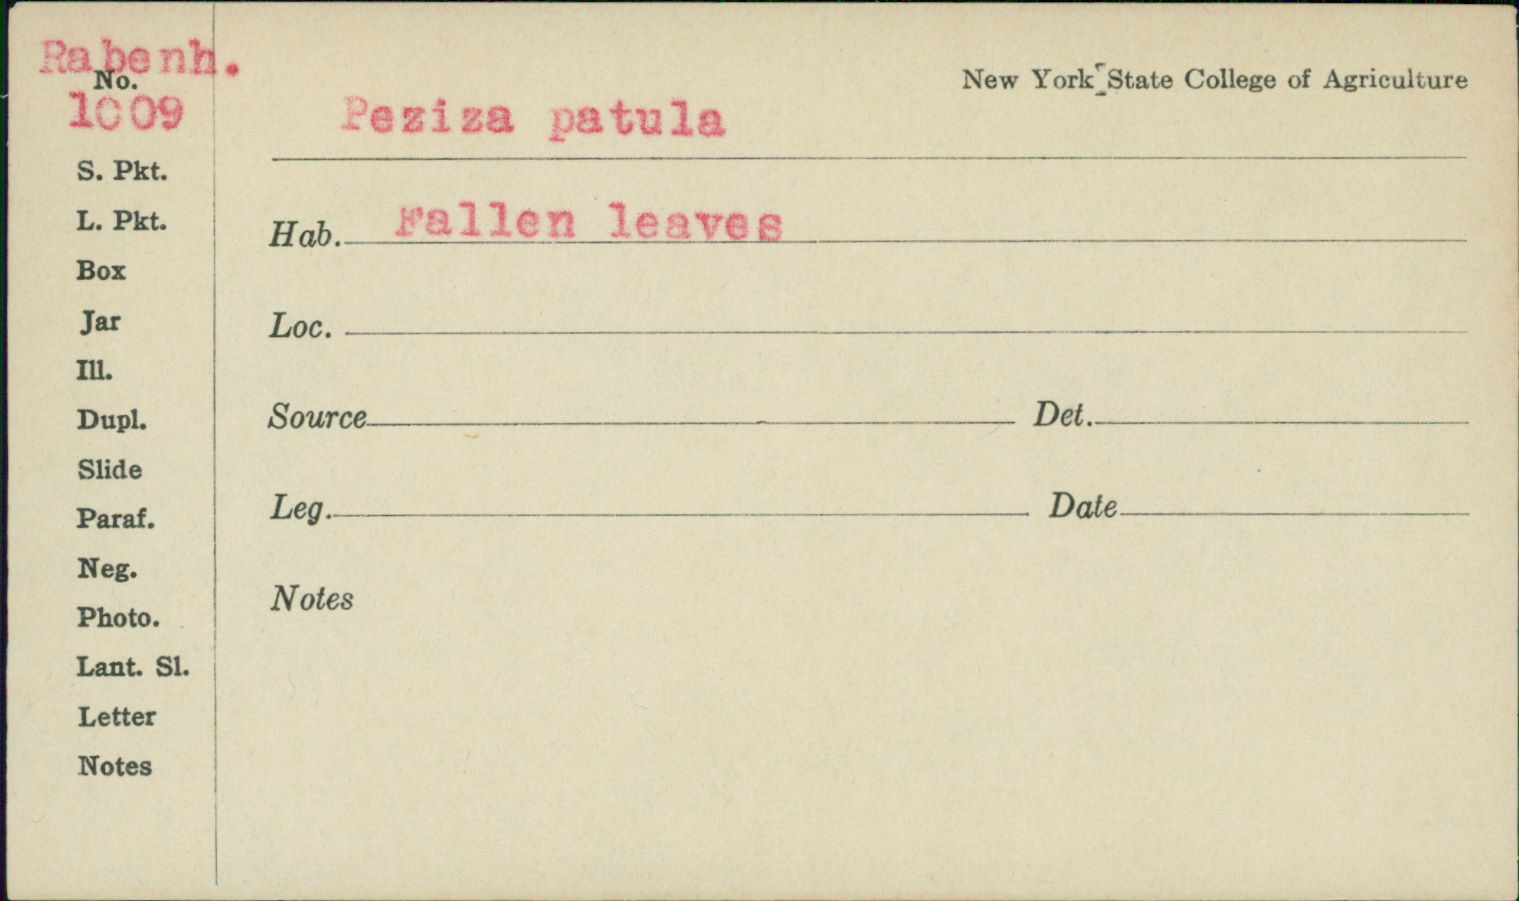 Rabenh.
No.
1009
S. Pkt.
L. Pkt.
Box
Jar
Ill.
Dupl.
Slide
Paraf.
Neg.
Photo.
Lant. Sl.
Letter
Notes
New York State College of Agriculture
Peziza patula
Hab. Fallen leaves
Loc.
Source Det.
Leg. Date
Notes